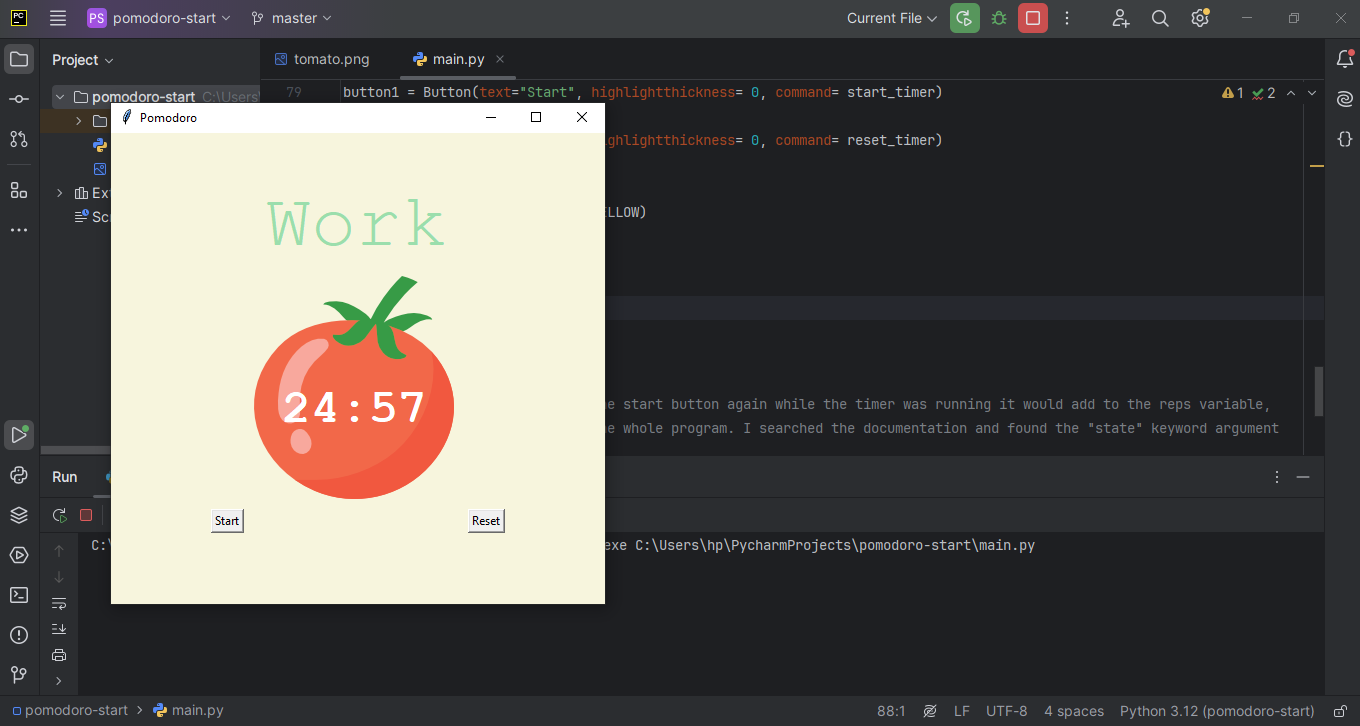 PC
PS pomodoro-start master Current File
Project
tomato.png main.py
pomodoro-start C:\Users\
79 button1 = Button(text="Start", highlightthickness= 0, command= start_timer)
1 2
ghlightthickness= 0, command= reset_timer)
Ext
LLOW)
Scr
Pomodoro
Work
24:57
Start Reset
e start button again while the timer was running it would add to the reps variable,
e whole program. I searched the documentation and found the "state" keyword argument
Run
C:\
exe C:\Users\hp\PycharmProjects\pomodoro-start\main.py
pomodoro-start > main.py 88:1 LF UTF-8 4 spaces Python 3.12 (pomodoro-start)